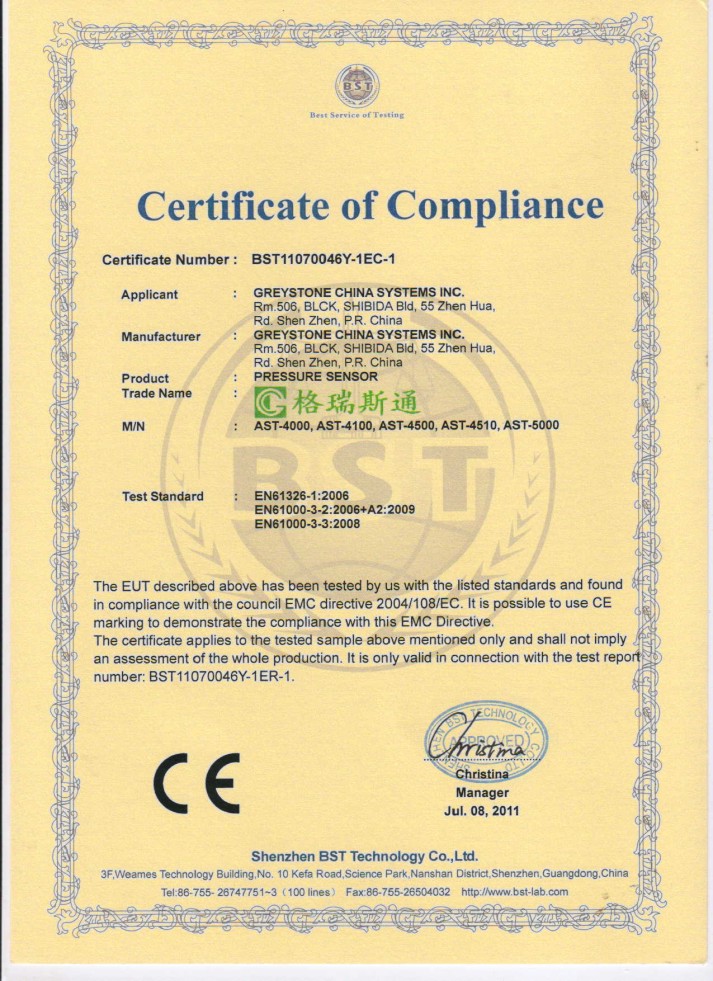 BST
Best Service of Testing
Certificate of Compliance
Certificate Number : BST11070046Y-1EC-1
Applicant : GREYSTONE CHINA SYSTEMS INC.
Rm.506, BLCK, SHIBIDA Bld, 55 Zhen Hua,
Rd. Shen Zhen, P.R. China
Manufacturer : GREYSTONE CHINA SYSTEMS INC.
Rm.506, BLCK, SHIBIDA Bld, 55 Zhen Hua,
Rd. Shen Zhen, P.R. China
Product : PRESSURE SENSOR
Trade Name : 格瑞斯通
M/N : AST-4000, AST-4100, AST-4500, AST-4510, AST-5000
BST
Test Standard : EN61326-1:2006
EN61000-3-2:2006+A2:2009
EN61000-3-3:2008
The EUT described above has been tested by us with the listed standards and found
in compliance with the council EMC directive 2004/108/EC. It is possible to use CE
marking to demonstrate the compliance with this EMC Directive.
The certificate applies to the tested sample above mentioned only and shall not imply
an assessment of the whole production. It is only valid in connection with the test report
number: BST11070046Y-1ER-1.
SHENZHEN BST TECHNOLOGY CO.,LTD
APPROVED
Christina
CE
Christina
Manager
Jul. 08, 2011
Shenzhen BST Technology Co.,Ltd.
3F,Weames Technology Building,No. 10 Kefa Road,Science Park,Nanshan District,Shenzhen,Guangdong,China
Tel:86-755- 26747751~3（100 lines） Fax:86-755-26504032 http://www.bst-lab.com